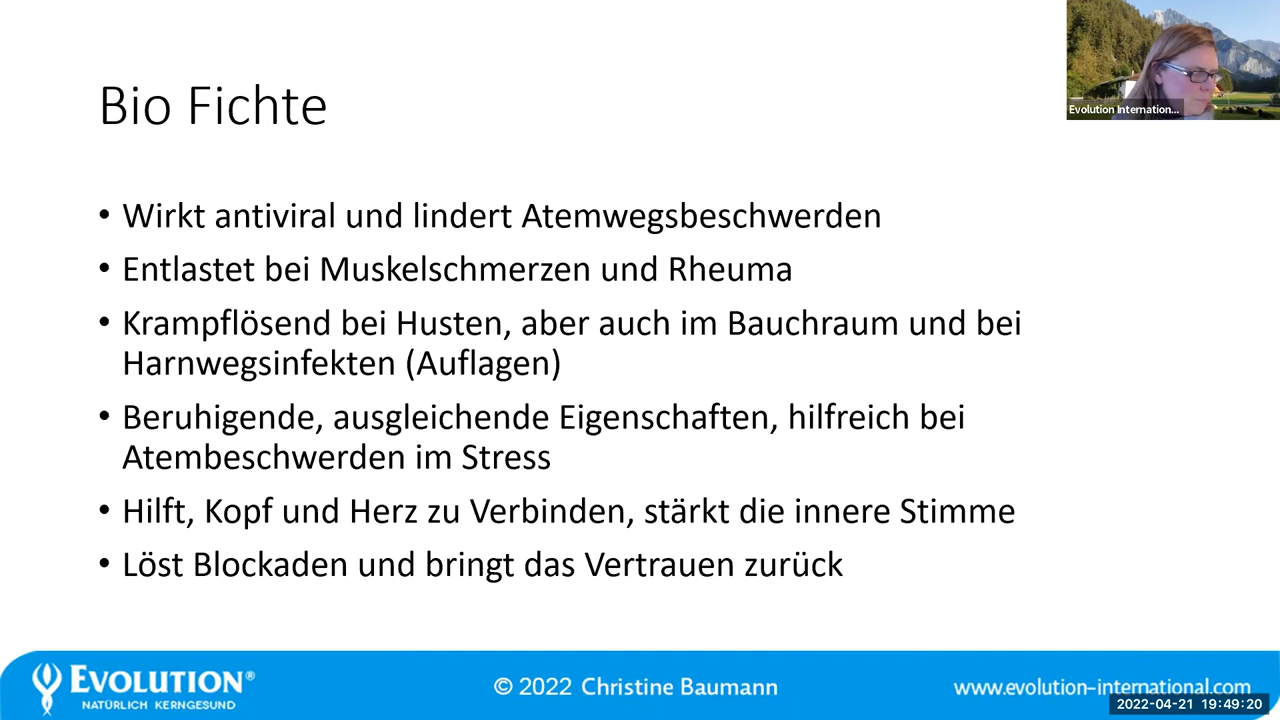 Bio Fichte
Evolution Internation...
• Wirkt antiviral und lindert Atemwegsbeschwerden
• Entlastet bei Muskelschmerzen und Rheuma
• Krampflösend bei Husten, aber auch im Bauchraum und bei
Harnwegsinfekten (Auflagen)
• Beruhigende, ausgleichende Eigenschaften, hilfreich bei
Atembeschwerden im Stress
• Hilft, Kopf und Herz zu Verbinden, stärkt die innere Stimme
• Löst Blockaden und bringt das Vertrauen zurück
EVOLUTION®
NATÜRLICH KERNGESUND
© 2022 Christine Baumann
www.evolution-international.com
2022-04-21 19:49:20